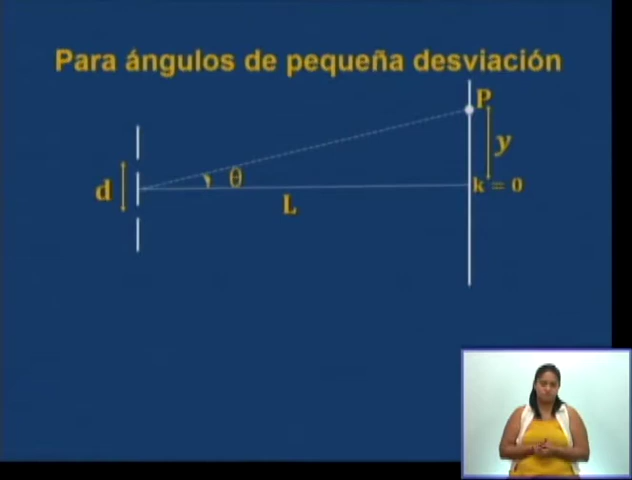 Para ángulos de pequeña desviación
P
y
θ
d
k = 0
L